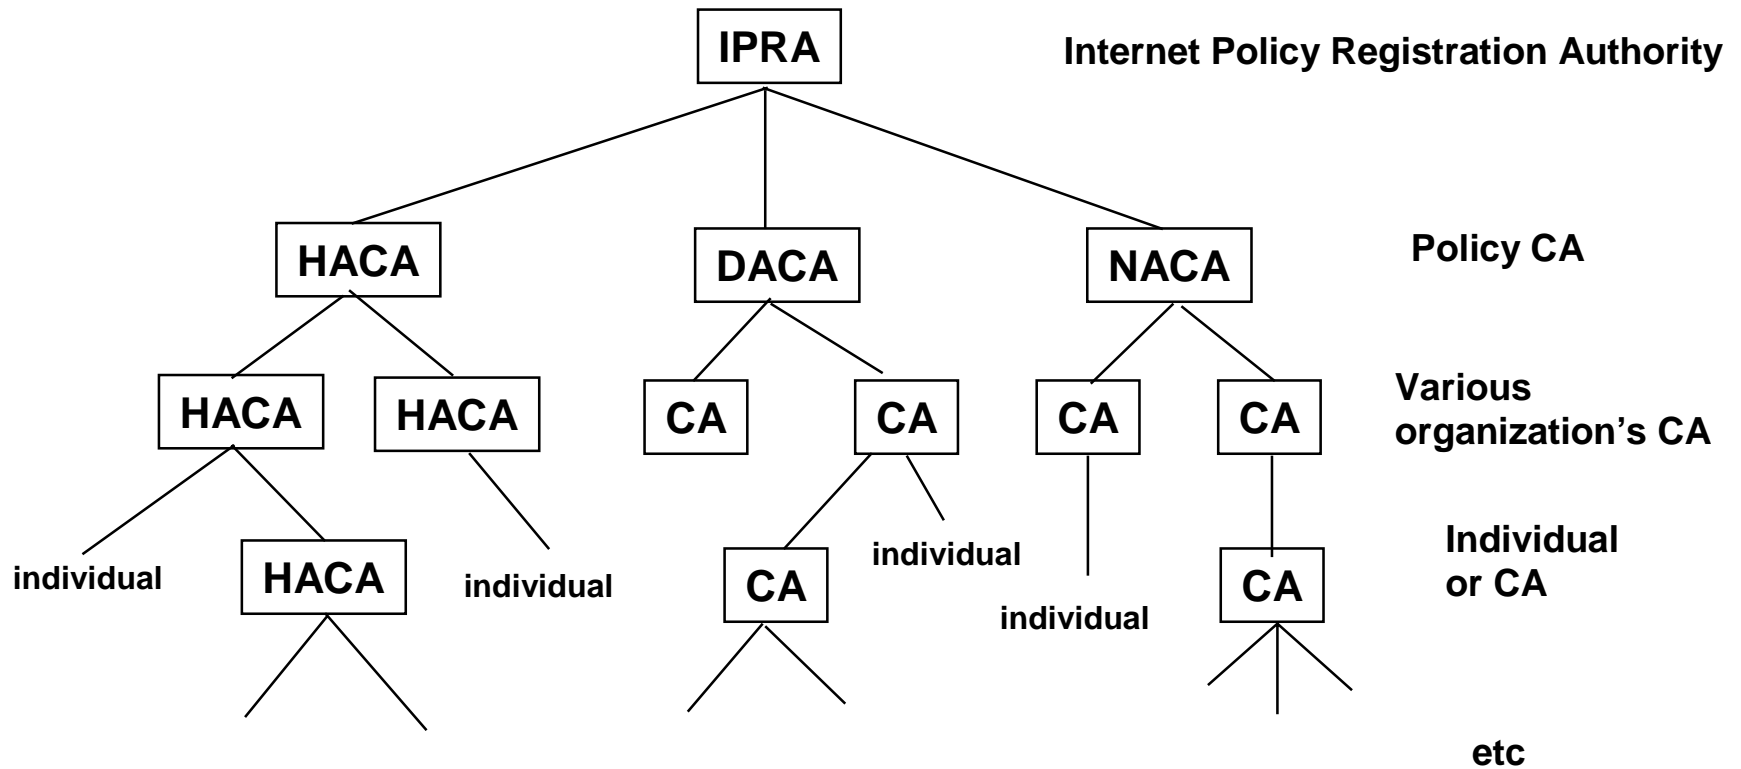 IPRA
Internet Policy Registration Authority
HACA
DACA
NACA
Policy CA
HACA
HACA
CA
CA
CA
CA
Various
organization’s CA
individual
HACA
individual
CA
individual
individual
CA
Individual
or CA
etc